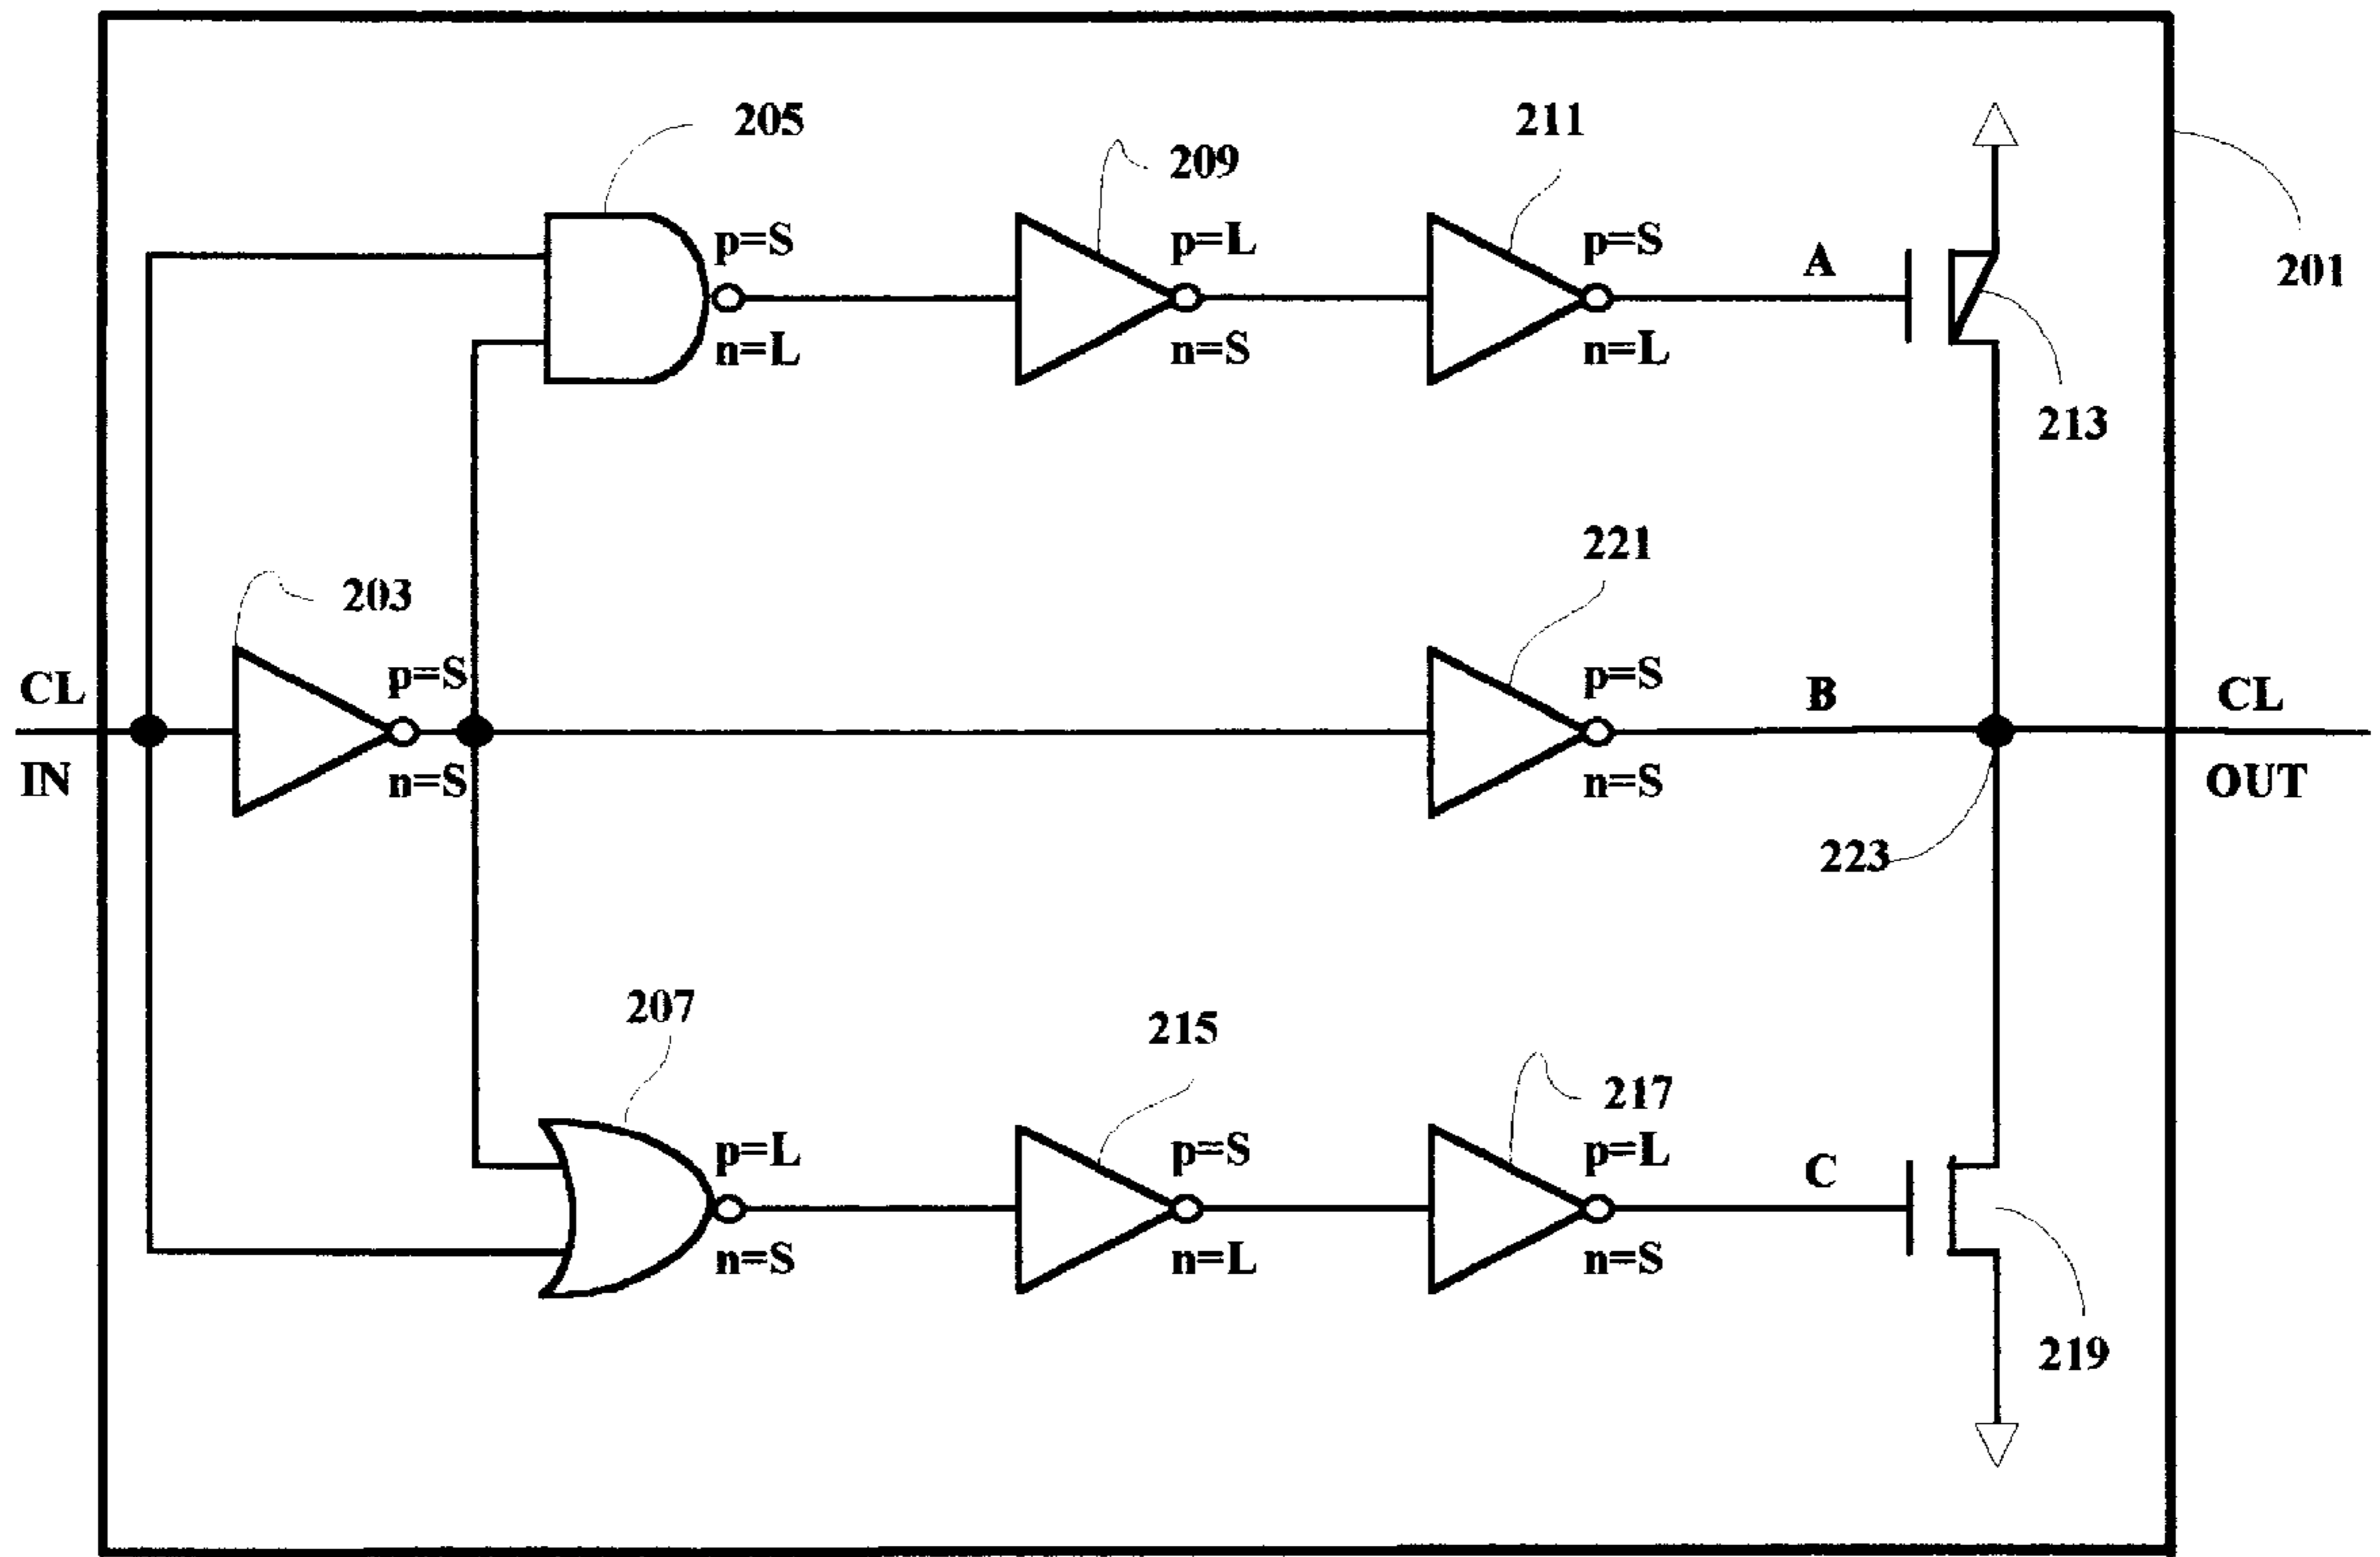 205
211
209
p=S
p=L
p=S
A
201
n=L
n=S
n=L
213
221
203
p=S
p=S
CL
B
CL
IN
n=S
n=S
OUT
223
207
215
217
p=L
p=S
p=L
C
n=S
n=L
n=S
219